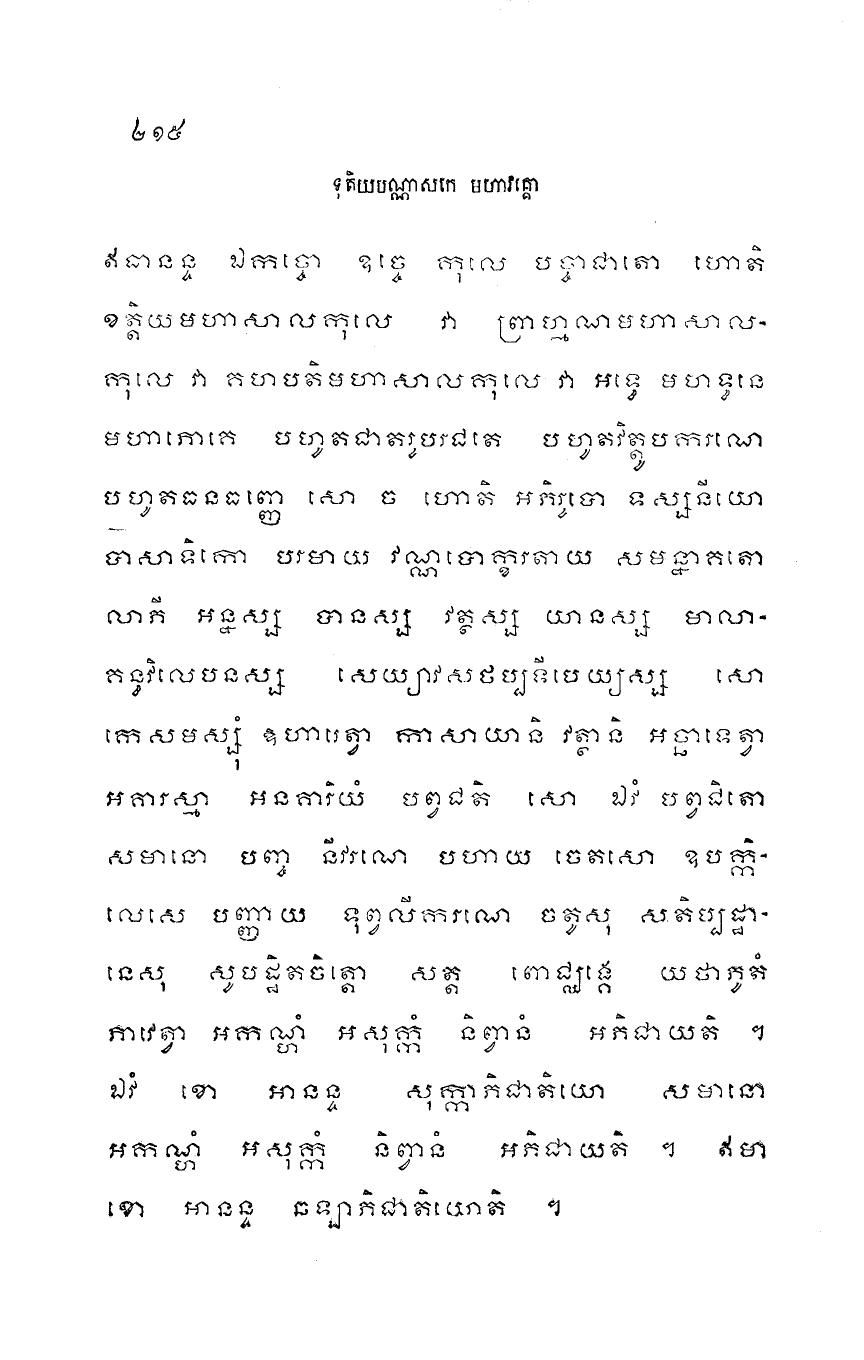 ២១៥
ទុតិយបណ្ណាសកេ មហាវគ្គោ
ឥធានន្ទ ឯកច្ចោ ឧច្ចេ កុលេ បច្ចាជាតោ ហោតិ
ខត្តិយមហាសាលកុលេ វា ព្រាហ្មណមហាសាល-
កុលេ វា គហបតិមហាសាលកុលេ វា អឌ្ឍេ មហទ្ធនេ
មហាភោគេ បហូតជាតរូបរជតេ បហូតវិត្តូបករណេ
បហូតធនធញ្ញេ សោ ច ហោតិ អភិរូបោ ទស្សនីយោ
បាសាទិកោ បរមាយ វណ្ណបោក្ខរតាយ សមន្នាគតោ
លាភី អន្នស្ស បានស្ស វត្ថស្ស យានស្ស មាលា-
គន្ធវិលេបនស្ស សេយ្យាវសថប្បទីបេយ្យស្ស សោ
កេសមស្សុំ ឱហារេត្វា កាសាយានិ វត្ថានិ អច្ឆាទេត្វា
អគារស្មា អនគារិយំ បព្វជតិ សោ ឯវំ បព្វជិតោ
សមានោ បញ្ច នីវរណេ បហាយ ចេតសោ ឧបក្កិ-
លេសេ បញ្ញាយ ទុព្វលីករណេ ចតូសុ សតិប្បដ្ឋា-
នេសុ សូបដ្ឋិតចិត្តោ សត្ត ពោជ្ឈង្គេ យថាភូតំ
ភាវេត្វា អកណ្ហំ អសុក្កំ និព្វានំ អភិជាយតិ ។
ឯវំ ខោ អានន្ទ សុក្កាភិជាតិយោ សមានោ
អកណ្ហំ អសុក្កំ និព្វានំ អភិជាយតិ ។ ឥមា
ខោ អានន្ទ ឆឡាភិជាតិយោតិ ។